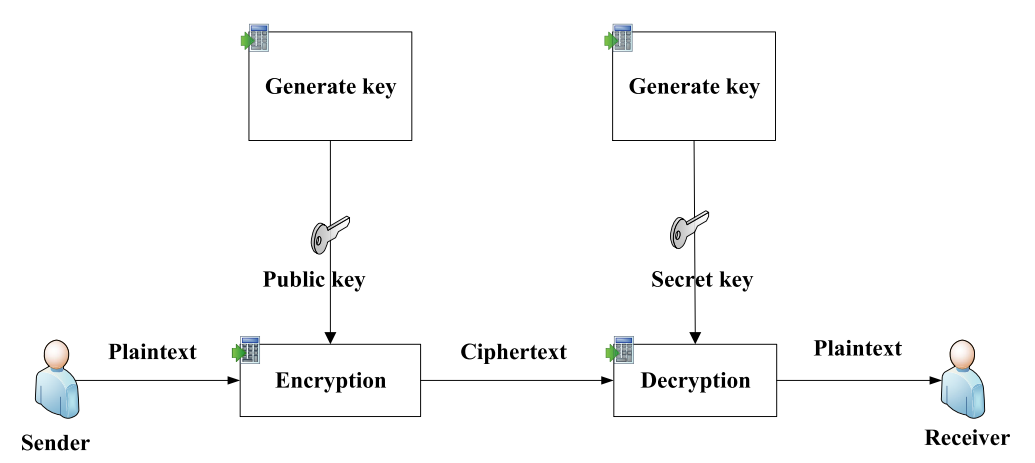 Generate key
Generate key
Public key
Secret key
Plaintext
Ciphertext
Plaintext
Encryption
Decryption
Sender
Receiver